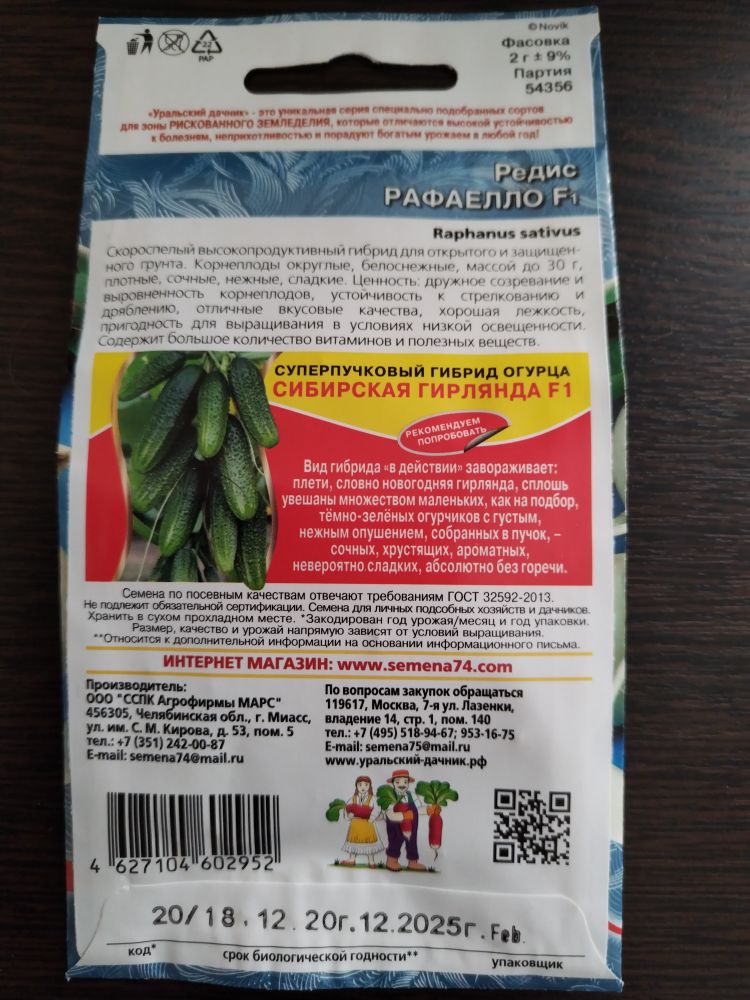 © Novik
22
PAP
Фасовка
2 г ± 9%
Партия
54356
«Уральский дачник» - это уникальная серия специально подобранных сортов
для зоны РИСКОВАННОГО ЗЕМЛЕДЕЛИЯ, которые отличаются высокой устойчивостью
к болезням, неприхотливостью и порадуют богатым урожаем в любой год!
Редис
РАФАЕЛЛО F1
Raphanus sativus
Скороспелый высокопродуктивный гибрид для открытого и защищен-
ного грунта. Корнеплоды округлые, белоснежные, массой до 30 г,
плотные, сочные, нежные, сладкие. Ценность: дружное созревание и
выровненность корнеплодов, устойчивость к стрелкованию и
дряблению, отличные вкусовые качества, хорошая лежкость,
пригодность для выращивания в условиях низкой освещенности.
Содержит большое количество витаминов и полезных веществ.
СУПЕРПУЧКОВЫЙ ГИБРИД ОГУРЦА
СИБИРСКАЯ ГИРЛЯНДА F1
РЕКОМЕНДУЕМ
ПОПРОБОВАТЬ
Вид гибрида «в действии» завораживает:
плети, словно новогодняя гирлянда, сплошь
увешаны множеством маленьких, как на подбор,
тёмно-зелёных огурчиков с густым,
нежным опушением, собранных в пучок, –
сочных, хрустящих, ароматных,
невероятно сладких, абсолютно без горечи.
Семена по посевным качествам отвечают требованиям ГОСТ 32592-2013.
Не подлежит обязательной сертификации. Семена для личных подсобных хозяйств и дачников.
Хранить в сухом прохладном месте. *Закодирован год урожая/месяц и год упаковки.
Размер, качество и урожай напрямую зависят от условий выращивания.
**Относится к дополнительной информации на основании информационного письма.
ИНТЕРНЕТ МАГАЗИН: www.semena74.com
Производитель:
ООО "ССПК Агрофирмы МАРС"
456305, Челябинская обл., г. Миасс,
ул. им. С. М. Кирова, д. 53, пом. 5
тел.: +7 (351) 242-00-87
E-mail: semena74@mail.ru
По вопросам закупок обращаться
119617, Москва, 7-я ул. Лазенки,
владение 14, стр. 1, пом. 140
тел.: +7 (495) 518-94-67; 953-16-75
E-mail: semena75@mail.ru
www.уральский-дачник.рф
4 627104 602952
20/18.12.20г.12.2025г.Feb.
код*
срок биологической годности**
упаковщик